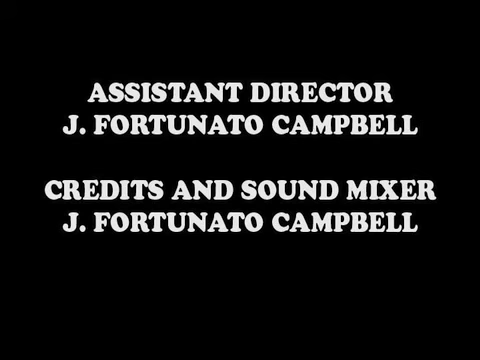 ASSISTANT DIRECTOR
J. FORTUNATO CAMPBELL
CREDITS AND SOUND MIXER
J. FORTUNATO CAMPBELL